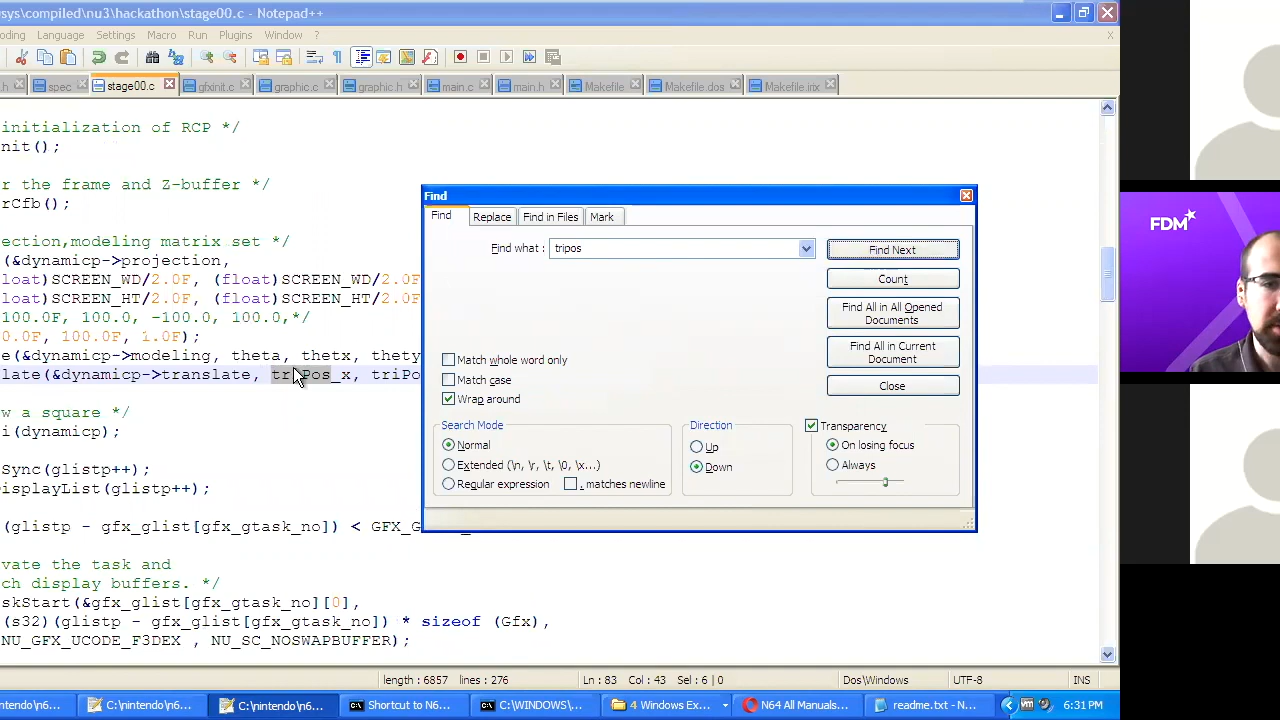 sys\compiled\nu3\hackathon\stage00.c - Notepad++
oding Language Settings Macro Run Plugins Window ? X
.h spec stage00.c gfxinit.c graphic.c graphic.h main.c main.h Makefile Makefile.dos Makefile.irix
initialization of RCP */
nit();
r the frame and Z-buffer */
rCfb();
ection,modeling matrix set */
(&dynamicp->projection,
loat)SCREEN_WD/2.0F, (float)SCREEN_WD/2.0F
loat)SCREEN_HT/2.0F, (float)SCREEN_HT/2.0F
100.0F, 100.0, -100.0, 100.0,*/
0.0F, 100.0F, 1.0F);
e(&dynamicp->modeling, theta, thetx, thety
late(&dynamicp->translate, triPos_x, triPo
w a square */
i(dynamicp);
Sync(glistp++);
DisplayList(glistp++);
(glistp - gfx_glist[gfx_gtask_no]) < GFX_G
vate the task and
ch display buffers. */
skStart(&gfx_glist[gfx_gtask_no][0],
(s32)(glistp - gfx_glist[gfx_gtask_no]) * sizeof (Gfx),
NU_GFX_UCODE_F3DEX , NU_SC_NOSWAPBUFFER);
Find
Find Replace Find in Files Mark
Find what : tripos
Find Next
Count
Find All in All Opened
Documents
Find All in Current
Document
Close
Match whole word only
Match case
Wrap around
Search Mode
Normal
Extended (\n, \r, \t, \0, \x...)
Regular expression
. matches newline
Direction
Up
Down
Transparency
On losing focus
Always
length : 6857 lines : 276 Ln : 83 Col : 43 Sel : 6 | 0 Dos\Windows UTF-8 INS
ntendo\n6... C:\nintendo\n6... C:\nintendo\n6... Shortcut to N6... C:\WINDOWS\... 4 Windows Ex... N64 All Manuals... readme.txt - N... vm 6:31 PM
FDM